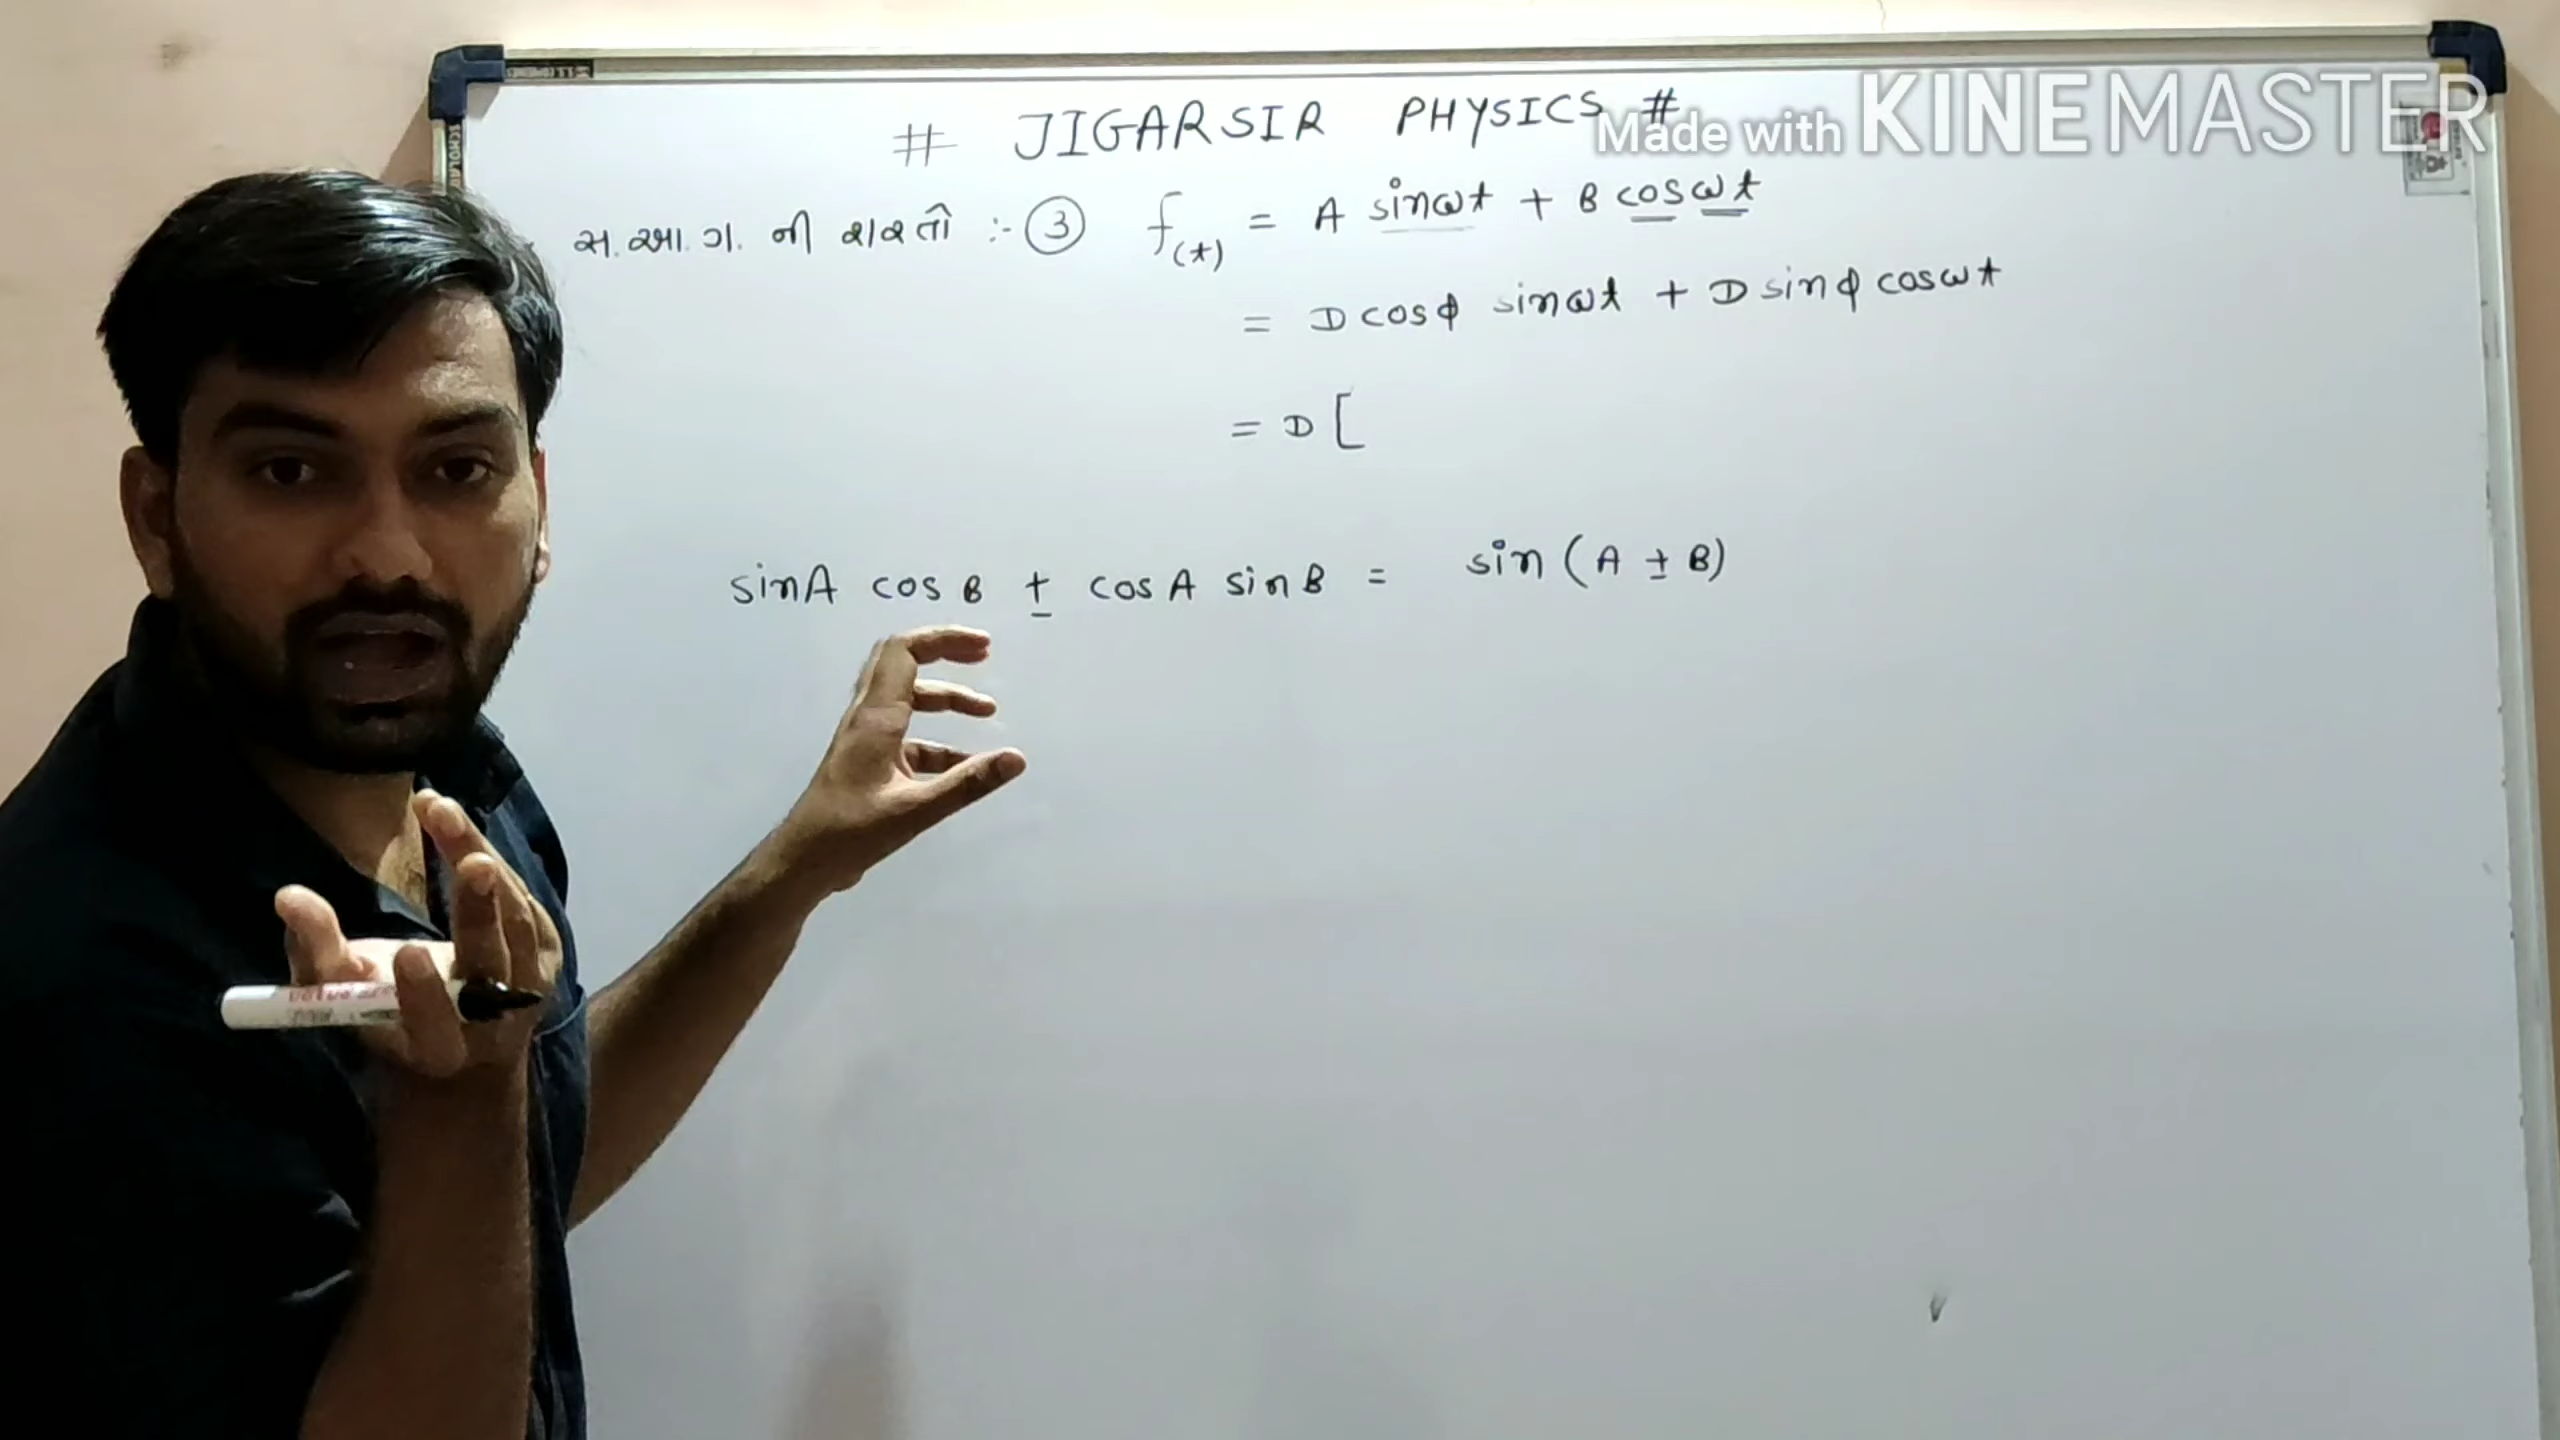 # JIGARSIR PHYSICS #
Made with KINEMASTER
સ.આ.ગ. ની શરતો :- ③ f(t) = A sinωt + B cosωt
= D cosϕ sinωt + D sinϕ cosωt
= D [
sinA cosB ± cosA sinB = sin (A ± B)